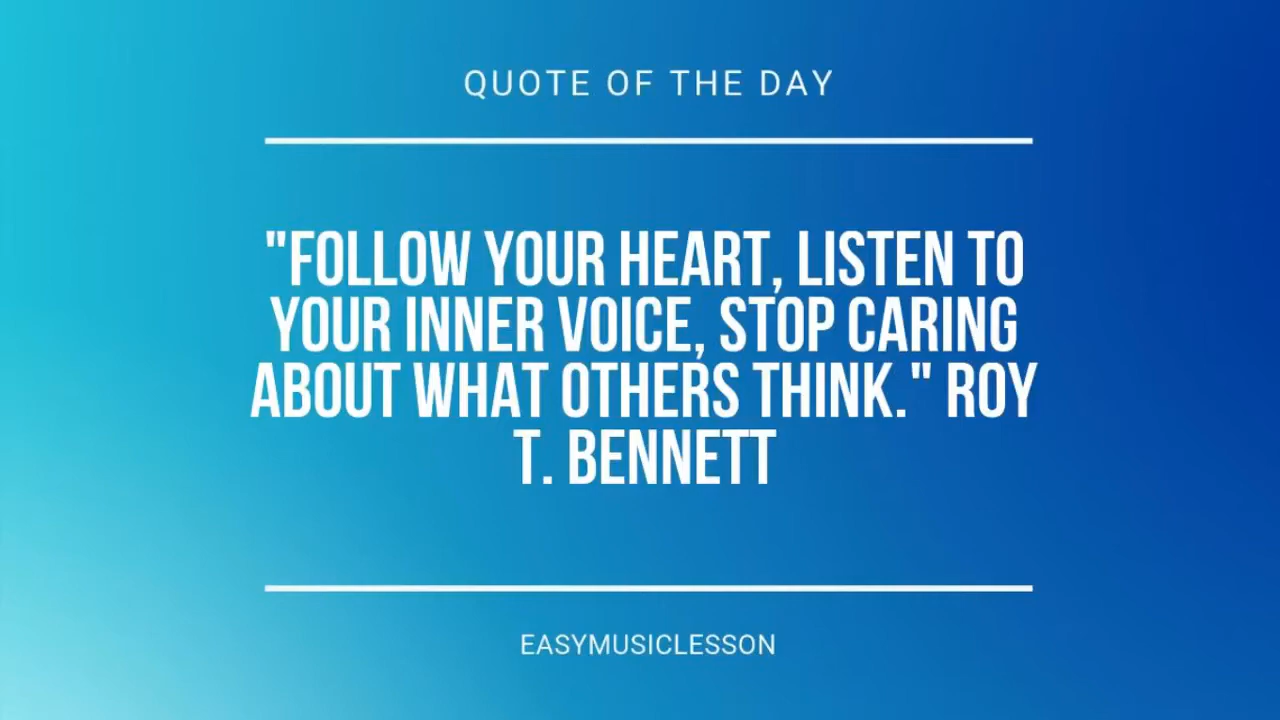 QUOTE OF THE DAY
"FOLLOW YOUR HEART, LISTEN TO
YOUR INNER VOICE, STOP CARING
ABOUT WHAT OTHERS THINK." ROY
T. BENNETT
EASYMUSICLESSON